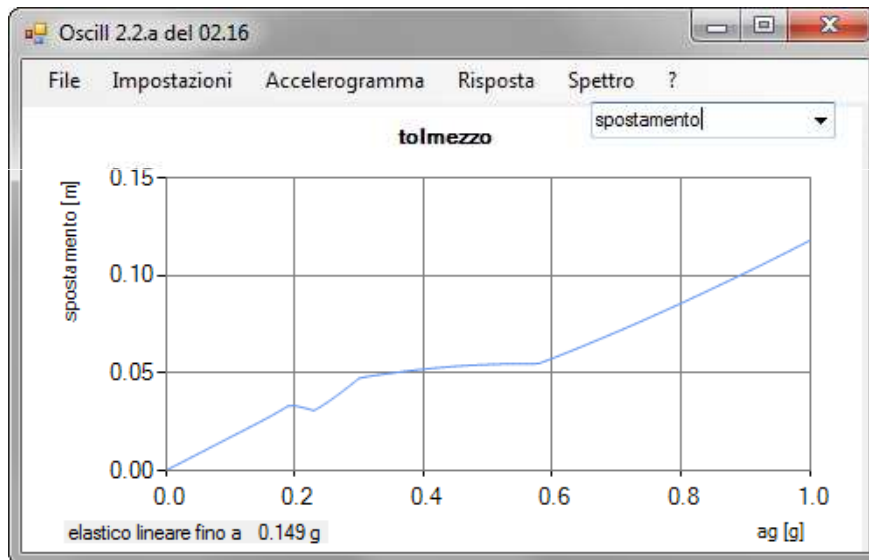 Oscill 2.2.a del 02.16
File Impostazioni Accelerogramma Risposta Spettro ?
spostamento
tolmezzo
spostamento [m]
0.15
0.10
0.05
0.00
0.0 0.2 0.4 0.6 0.8 1.0
elastico lineare fino a 0.149 g
ag [g]